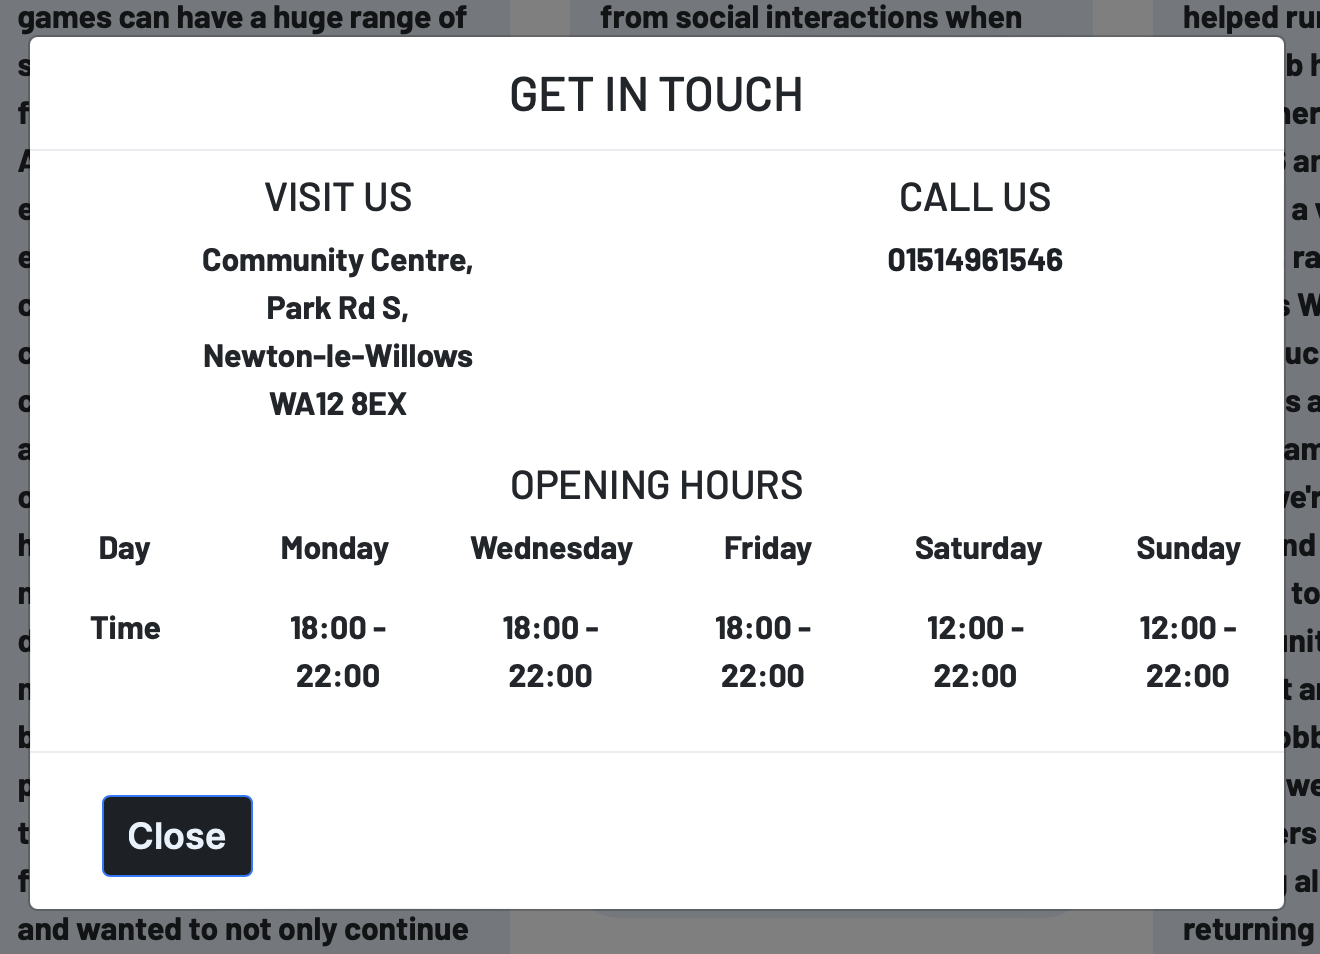 games can have a huge range of
from social interactions when
helped
GET IN TOUCH
VISIT US
Community Centre,
Park Rd S,
Newton-le-Willows
WA12 8EX
CALL US
01514961546
OPENING HOURS
Day Monday Wednesday Friday Saturday Sunday
Time 18:00 - 22:00 18:00 - 22:00 18:00 - 22:00 12:00 - 22:00 12:00 - 22:00
Close
and wanted to not only continue
returning